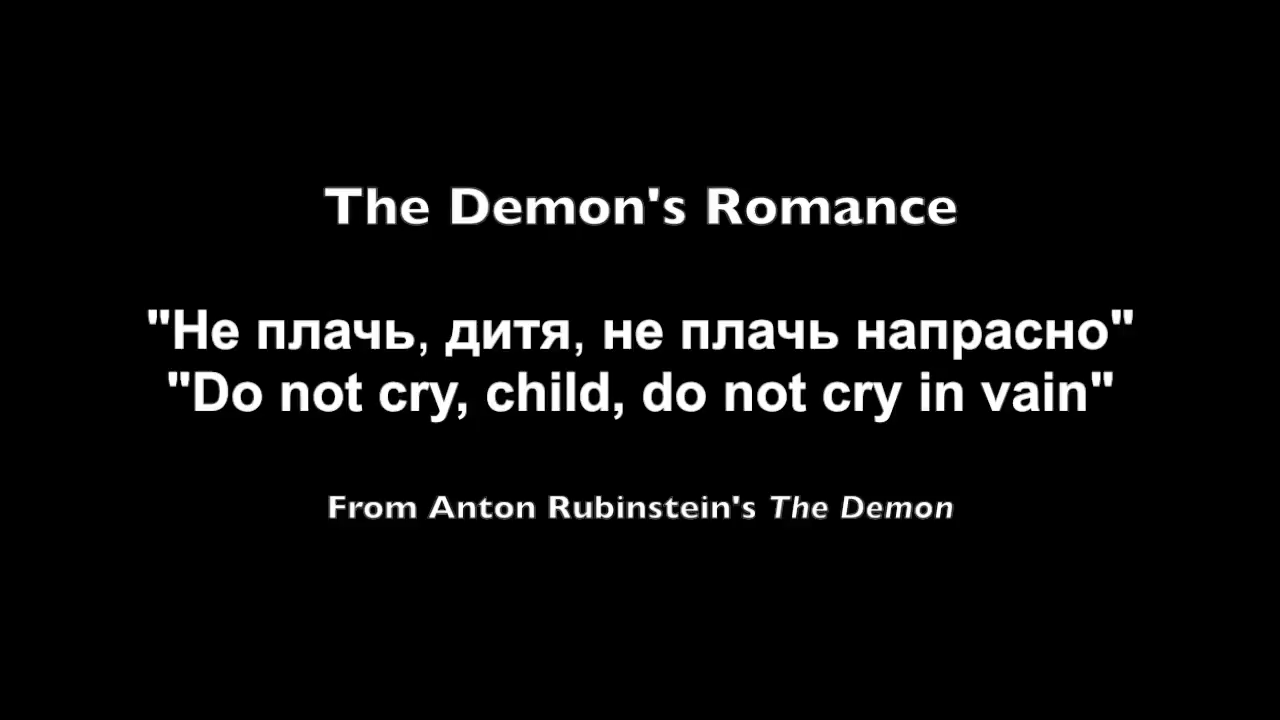 The Demon's Romance
"Не плачь, дитя, не плачь напрасно"
"Do not cry, child, do not cry in vain"
From Anton Rubinstein's The Demon